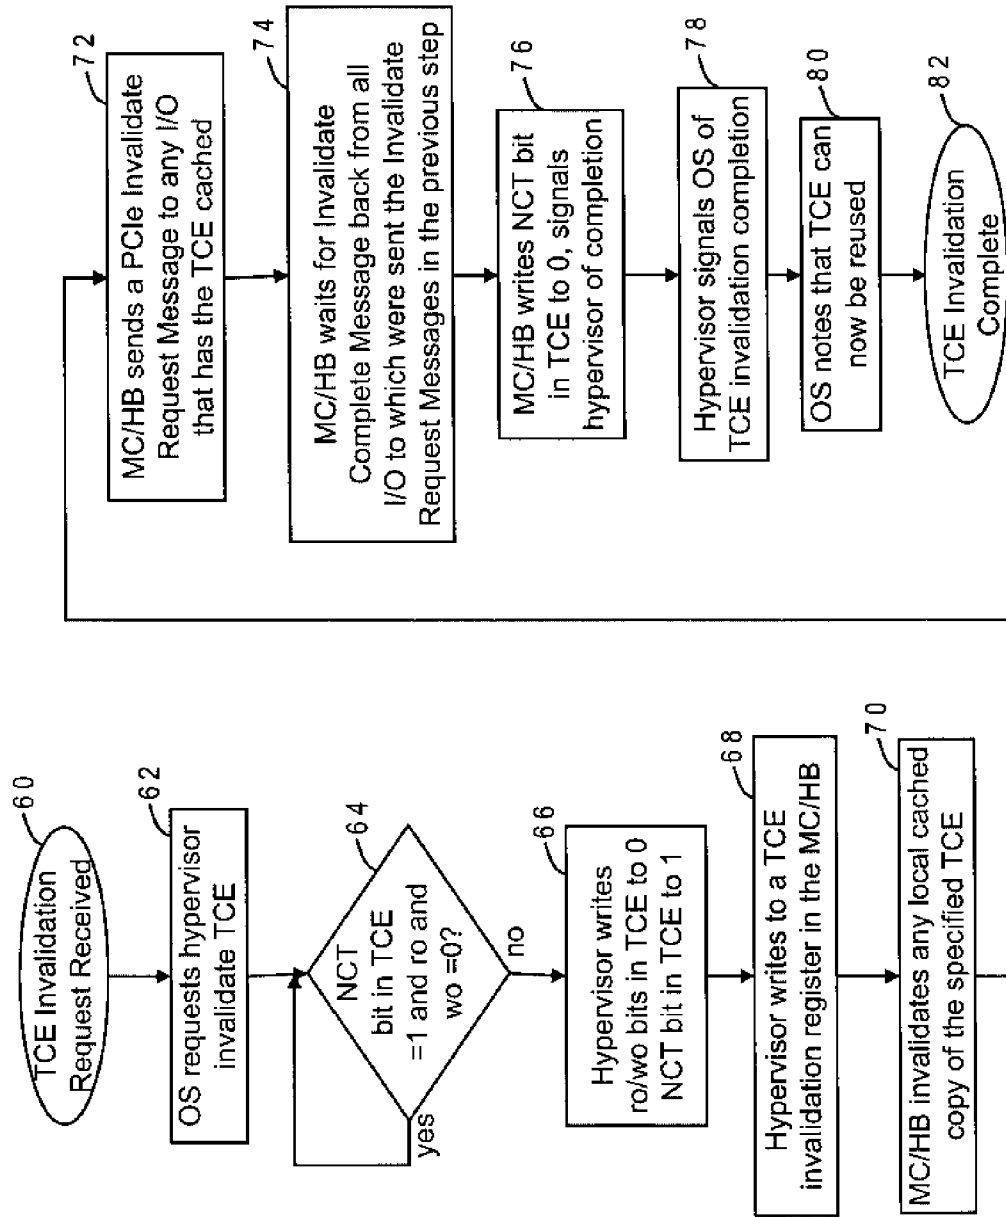 60
TCE Invalidation
Request Received
62
OS requests hypervisor
invalidate TCE
64
NCT
bit in TCE
=1 and ro and
wo =0?
yes
no
66
Hypervisor writes
ro/wo bits in TCE to 0
NCT bit in TCE to 1
68
Hypervisor writes to a TCE
invalidation register in the MC/HB
70
MC/HB invalidates any local cached
copy of the specified TCE
72
MC/HB sends a PCIe Invalidate
Request Message to any I/O
that has the TCE cached
74
MC/HB waits for Invalidate
Complete Message back from all
I/O to which were sent the Invalidate
Request Messages in the previous step
76
MC/HB writes NCT bit
in TCE to 0, signals
hypervisor of completion
78
Hypervisor signals OS of
TCE invalidation completion
80
OS notes that TCE can
now be reused
82
TCE Invalidation
Complete